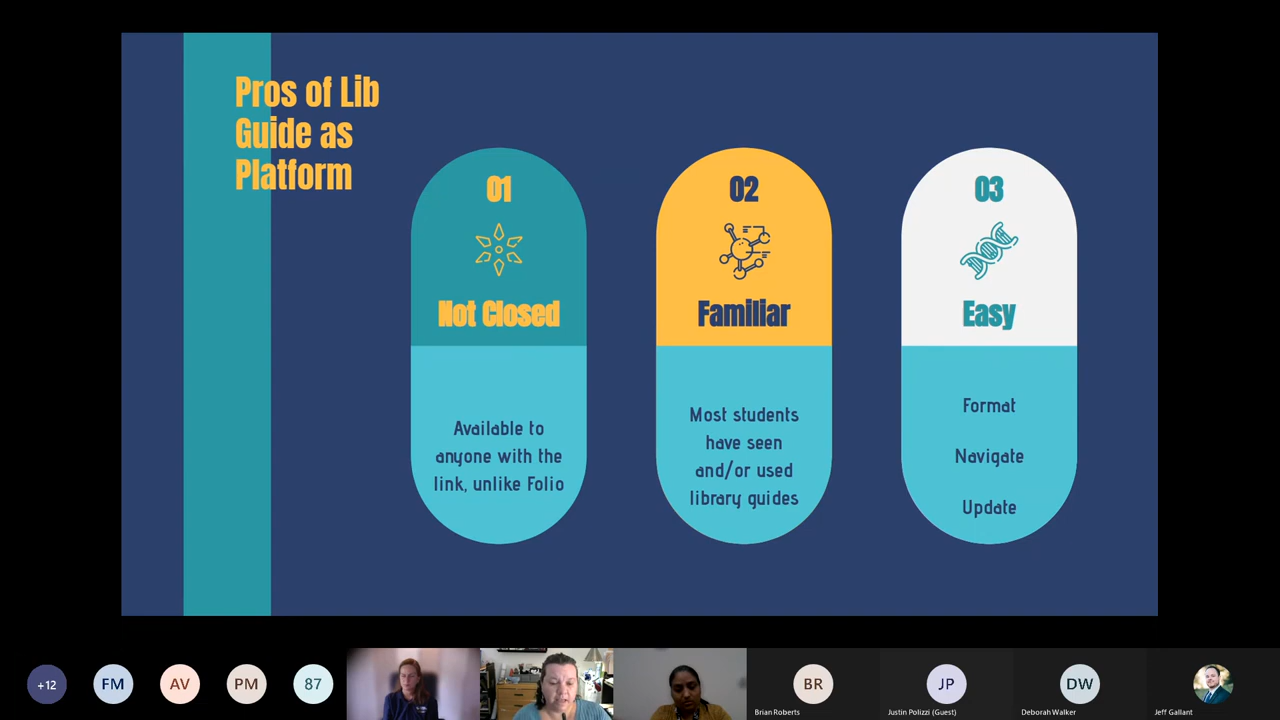 Pros of Lib
Guide as
Platform
01
Not Closed
Available to
anyone with the
link, unlike Folio
02
Familiar
Most students
have seen
and/or used
library guides
03
Easy
Format
Navigate
Update
+12
FM
AV
PM
87
BR
Brian Roberts
JP
Justin Polizzi (Guest)
DW
Deborah Walker
Jeff Gallant